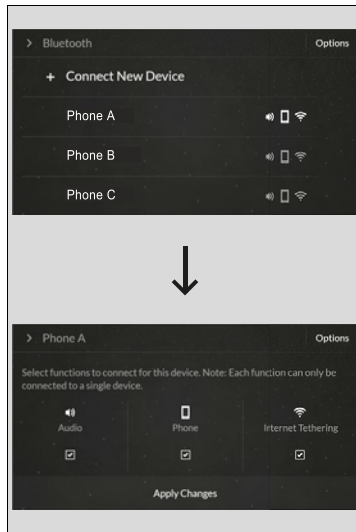 > Bluetooth Options
+ Connect New Device
Phone A
Phone B
Phone C
> Phone A Options
Select functions to connect for this device. Note: Each function can only be
connected to a single device.
Audio Phone Internet Tethering
Apply Changes